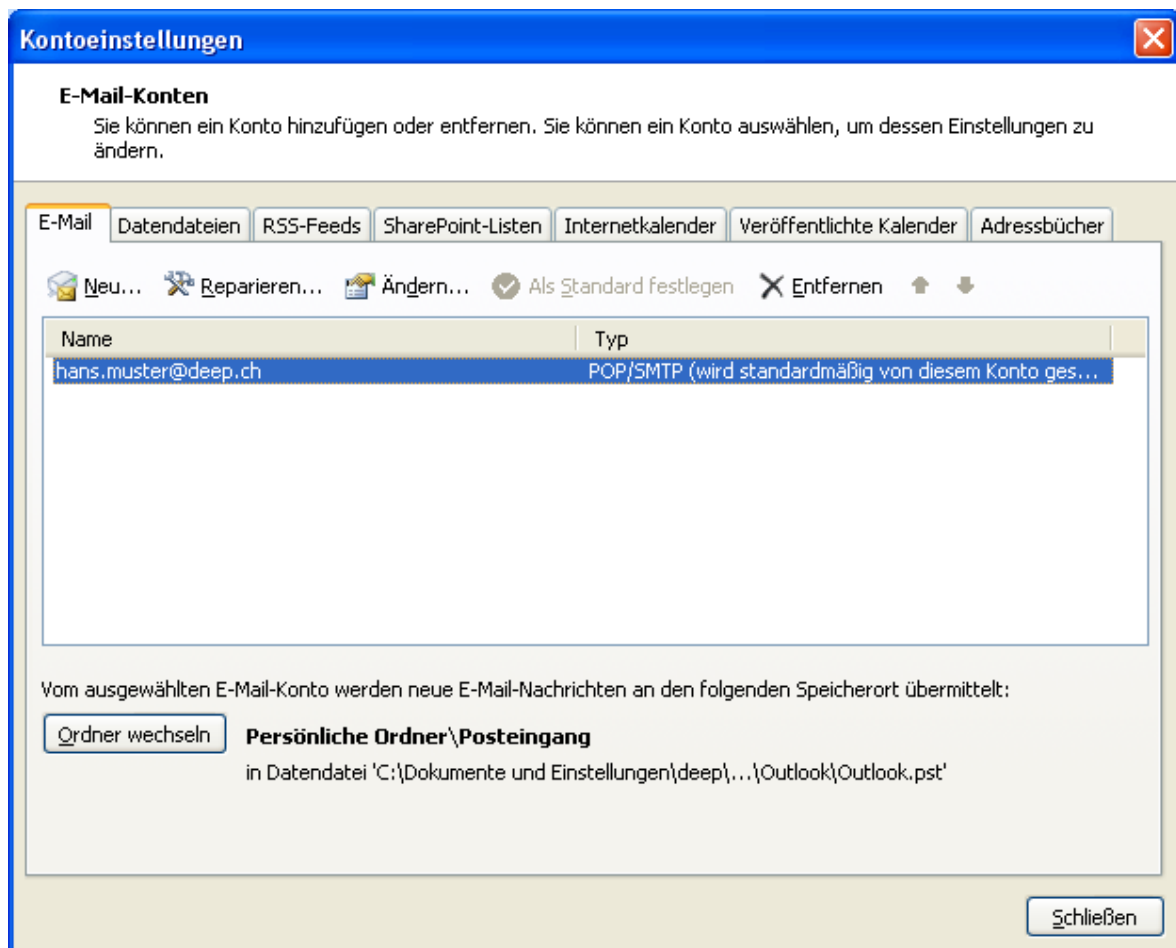 Kontoeinstellungen
E-Mail-Konten
Sie können ein Konto hinzufügen oder entfernen. Sie können ein Konto auswählen, um dessen Einstellungen zu
ändern.
E-Mail Datendateien RSS-Feeds SharePoint-Listen Internetkalender Veröffentlichte Kalender Adressbücher
Neu... Reparieren... Ändern... Als Standard festlegen Entfernen
Name Typ
hans.muster@deep.ch POP/SMTP (wird standardmäßig von diesem Konto ges...
Vom ausgewählten E-Mail-Konto werden neue E-Mail-Nachrichten an den folgenden Speicherort übermittelt:
Ordner wechseln Persönliche Ordner\Posteingang
in Datendatei 'C:\Dokumente und Einstellungen\deep\...\Outlook\Outlook.pst'
Schließen